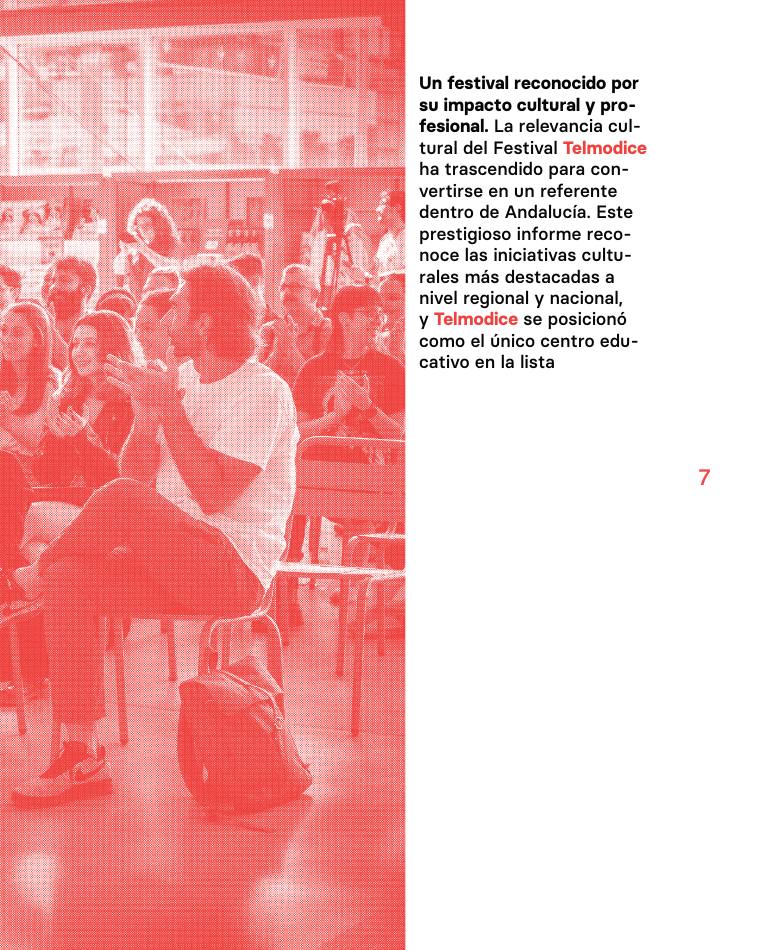 Un festival reconocido por
su impacto cultural y pro-
fesional. La relevancia cul-
tural del Festival Telmodice
ha trascendido para con-
vertirse en un referente
dentro de Andalucía. Este
prestigioso informe reco-
noce las iniciativas cultu-
rales más destacadas a
nivel regional y nacional,
y Telmodice se posicionó
como el único centro edu-
cativo en la lista
7